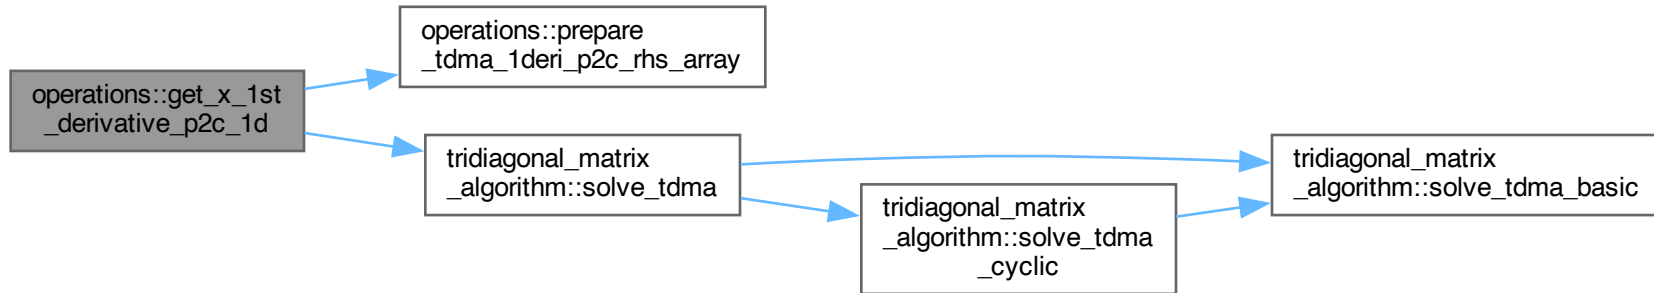 operations::get_x_1st
_derivative_p2c_1d
operations::prepare
_tdma_1deri_p2c_rhs_array
tridiagonal_matrix
_algorithm::solve_tdma
tridiagonal_matrix
_algorithm::solve_tdma
_cyclic
tridiagonal_matrix
_algorithm::solve_tdma_basic